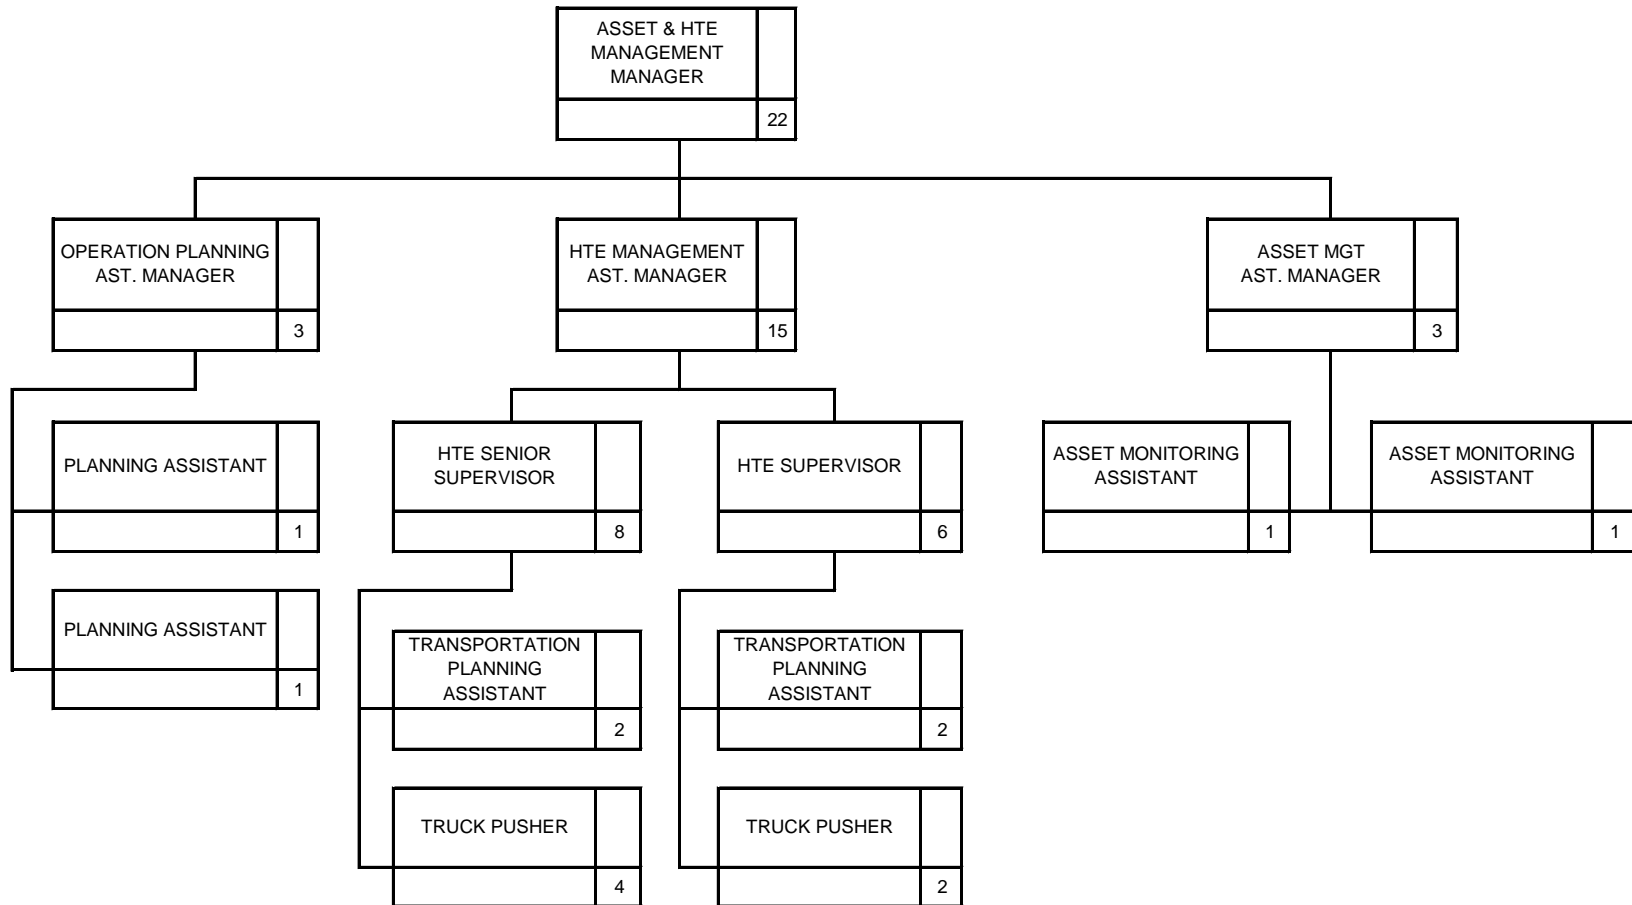 ASSET & HTE
MANAGEMENT
MANAGER
22
OPERATION PLANNING
AST. MANAGER
3
HTE MANAGEMENT
AST. MANAGER
15
ASSET MGT
AST. MANAGER
3
PLANNING ASSISTANT
1
HTE SENIOR
SUPERVISOR
8
HTE SUPERVISOR
6
ASSET MONITORING
ASSISTANT
1
ASSET MONITORING
ASSISTANT
1
PLANNING ASSISTANT
1
TRANSPORTATION
PLANNING
ASSISTANT
2
TRANSPORTATION
PLANNING
ASSISTANT
2
TRUCK PUSHER
4
TRUCK PUSHER
2